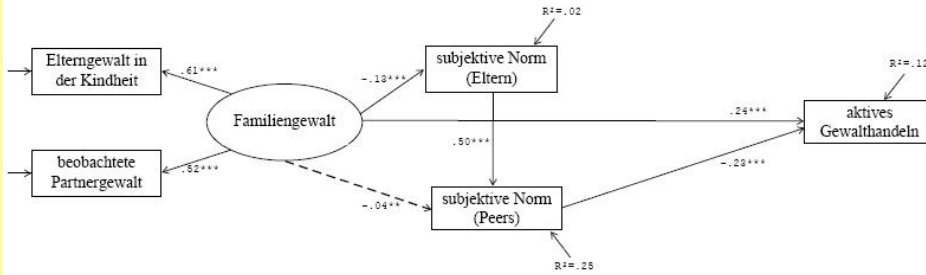 R²=.02
Elterngewalt in
der Kindheit
.61***
-.13***
subjektive Norm
(Eltern)
R²=.12
Familiengewalt
.24***
aktives
Gewalthandeln
.50***
beobachtete
Partnergewalt
.52***
-.04**
subjektive Norm
(Peers)
-.23***
R²=.25